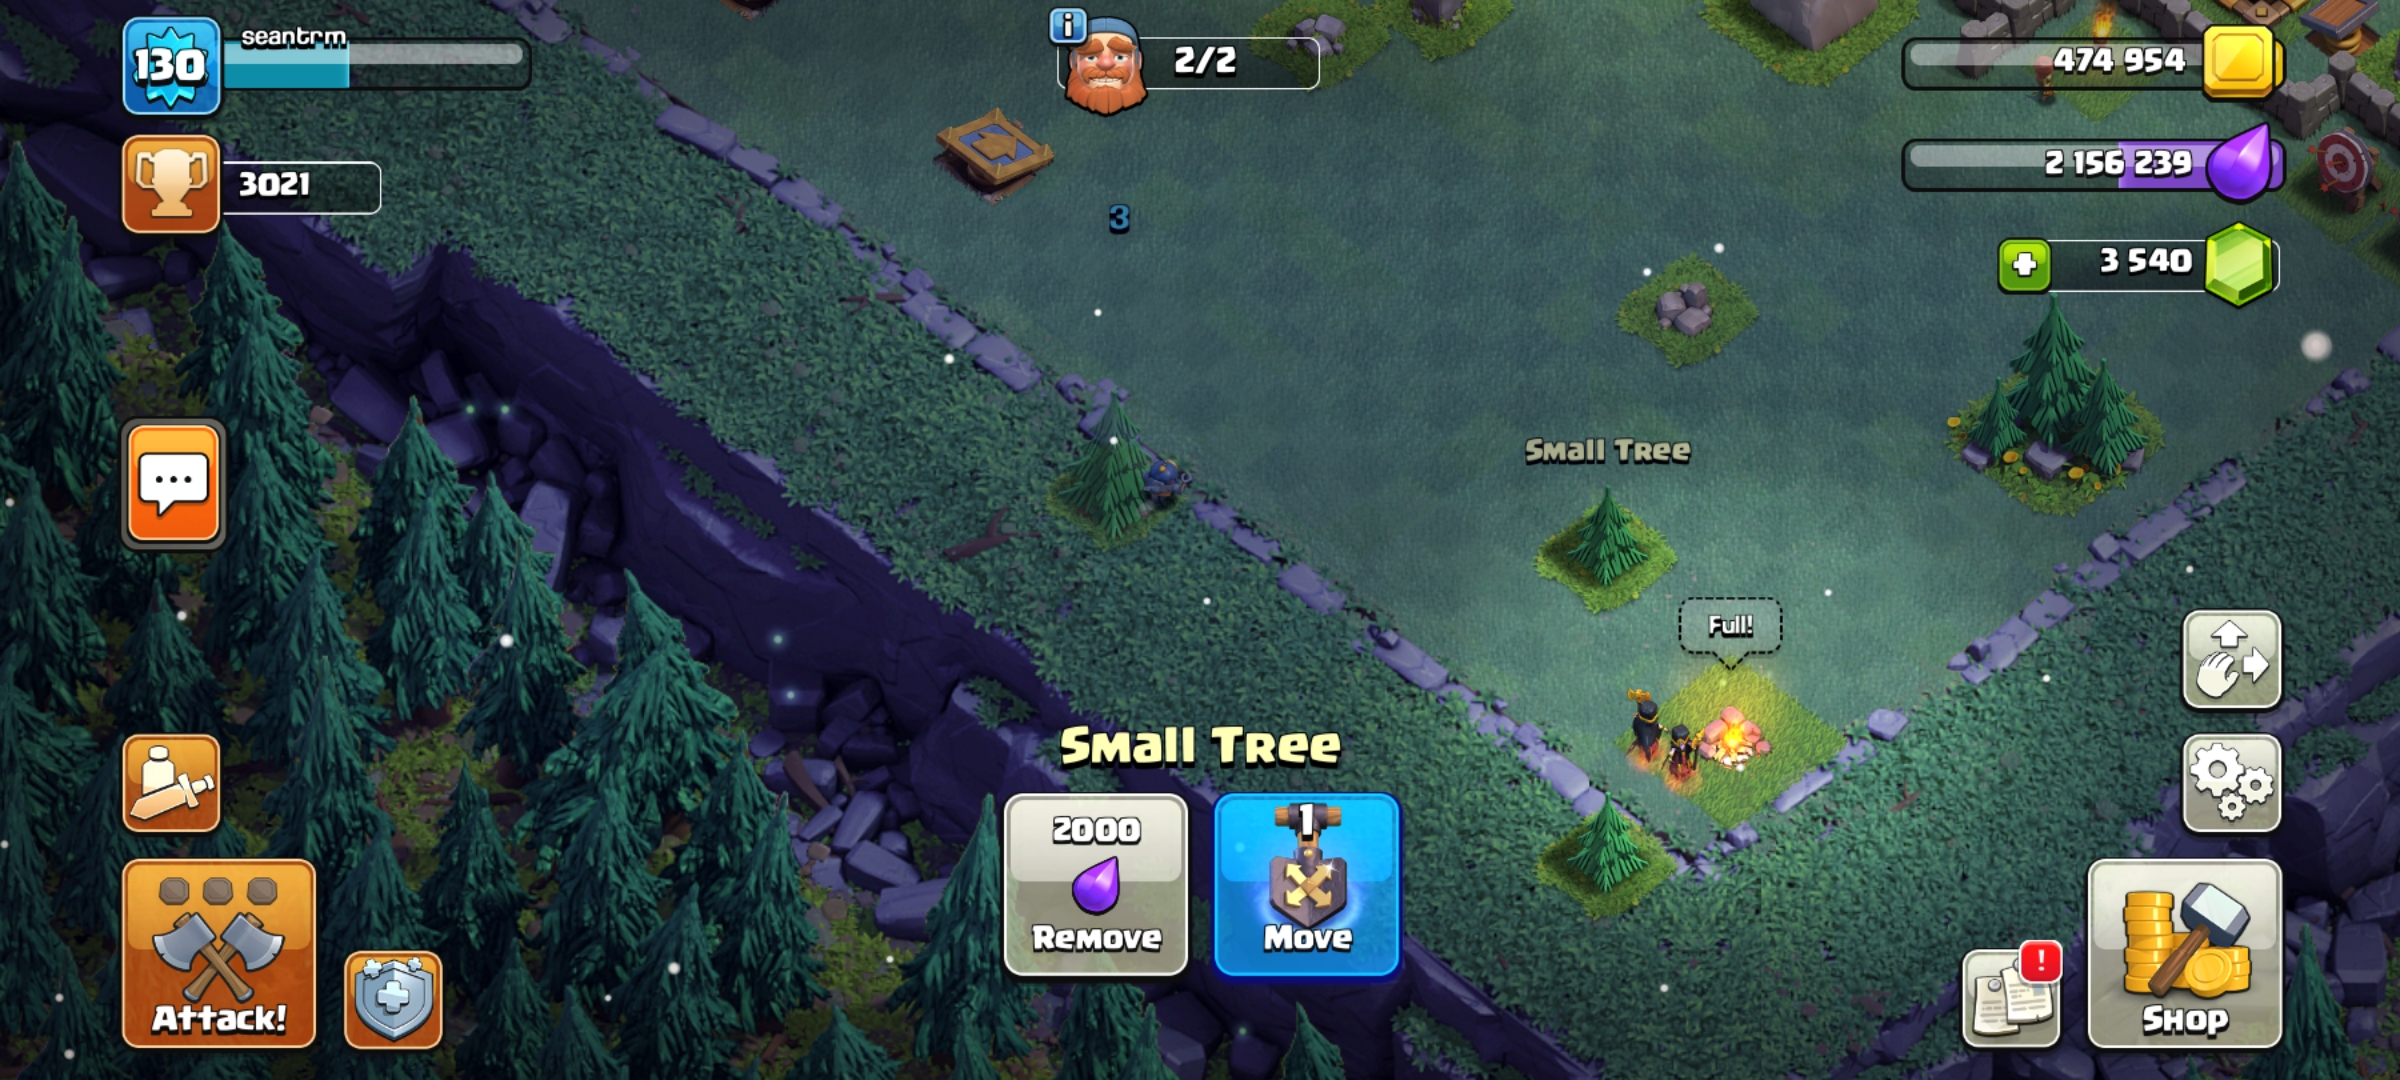 seantrm
130
2/2
474 954
3021
2 156 239
3
3 540
Small Tree
Full!
Small Tree
2000
1
Remove
Move
Attack!
!
Shop